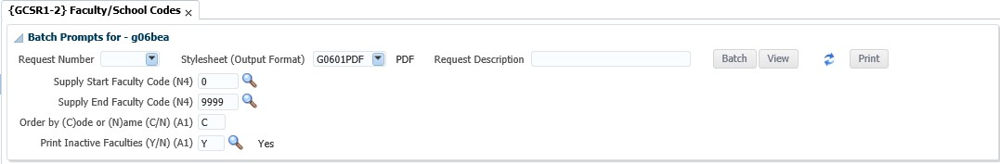 {GCSR1-2} Faculty/School Codes x
Batch Prompts for - g06bea
Request Number Stylesheet (Output Format) G0601PDF PDF Request Description Batch View Print
Supply Start Faculty Code (N4) 0
Supply End Faculty Code (N4) 9999
Order by (C)ode or (N)ame (C/N) (A1) C
Print Inactive Faculties (Y/N) (A1) Y Yes